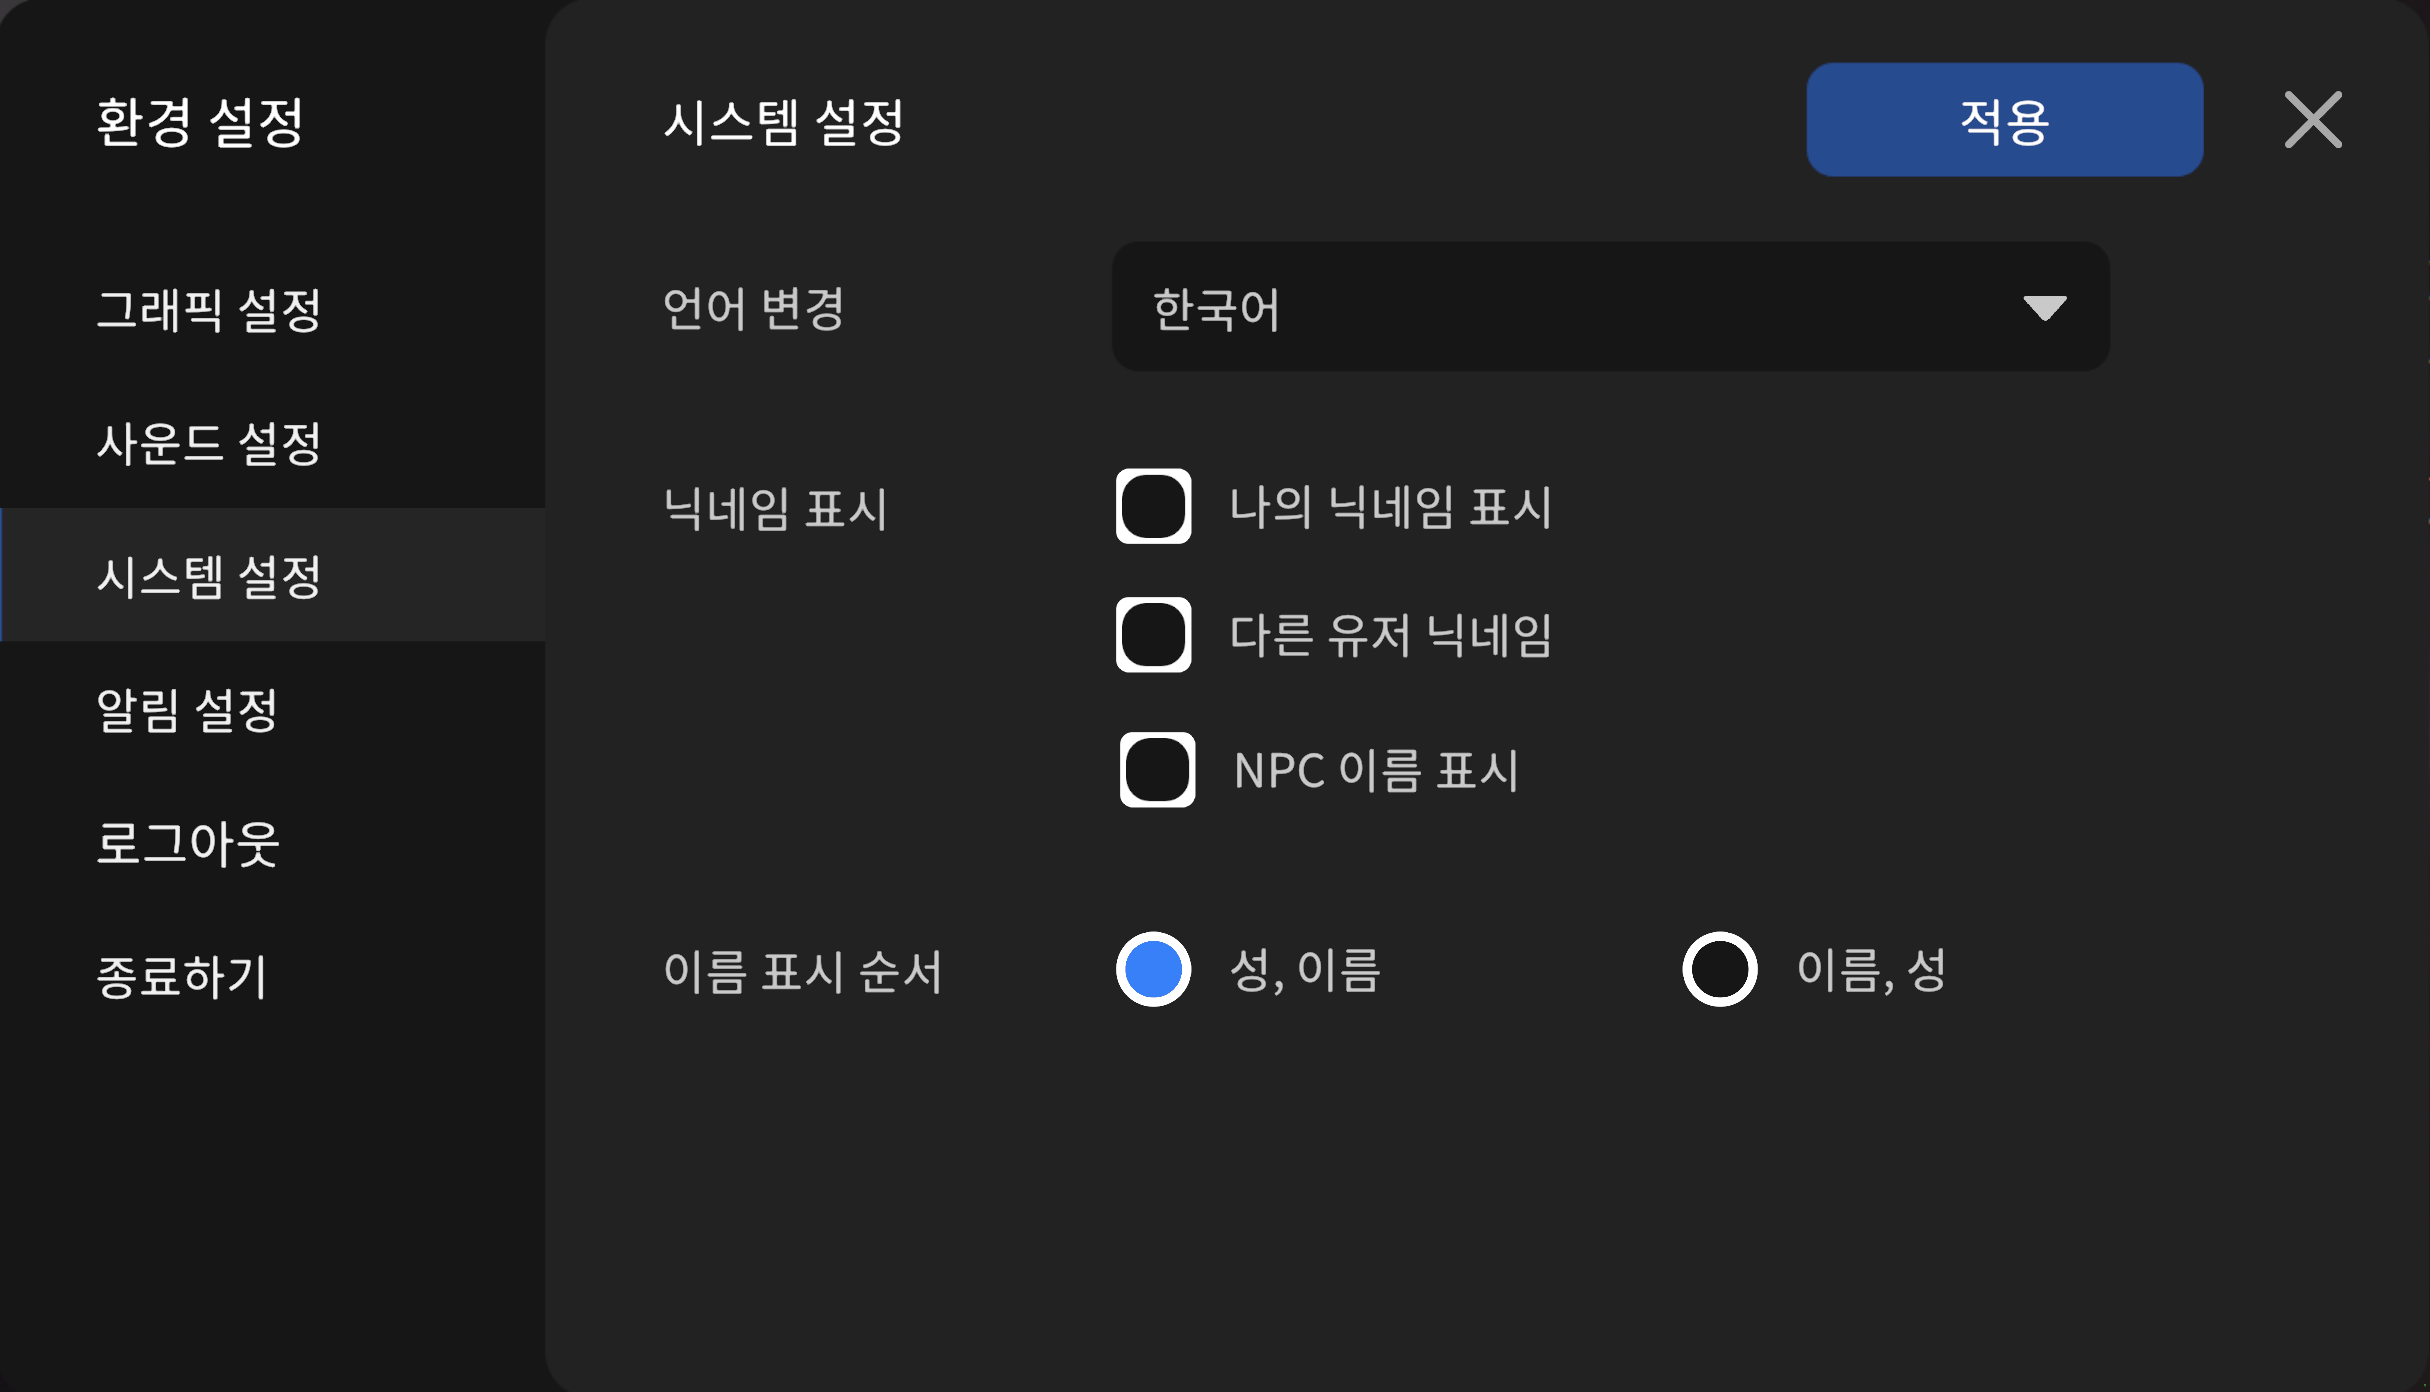 환경 설정
그래픽 설정
사운드 설정
시스템 설정
알림 설정
로그아웃
종료하기
시스템 설정
적용
언어 변경
한국어
닉네임 표시
나의 닉네임 표시
다른 유저 닉네임
NPC 이름 표시
이름 표시 순서
성, 이름
이름, 성